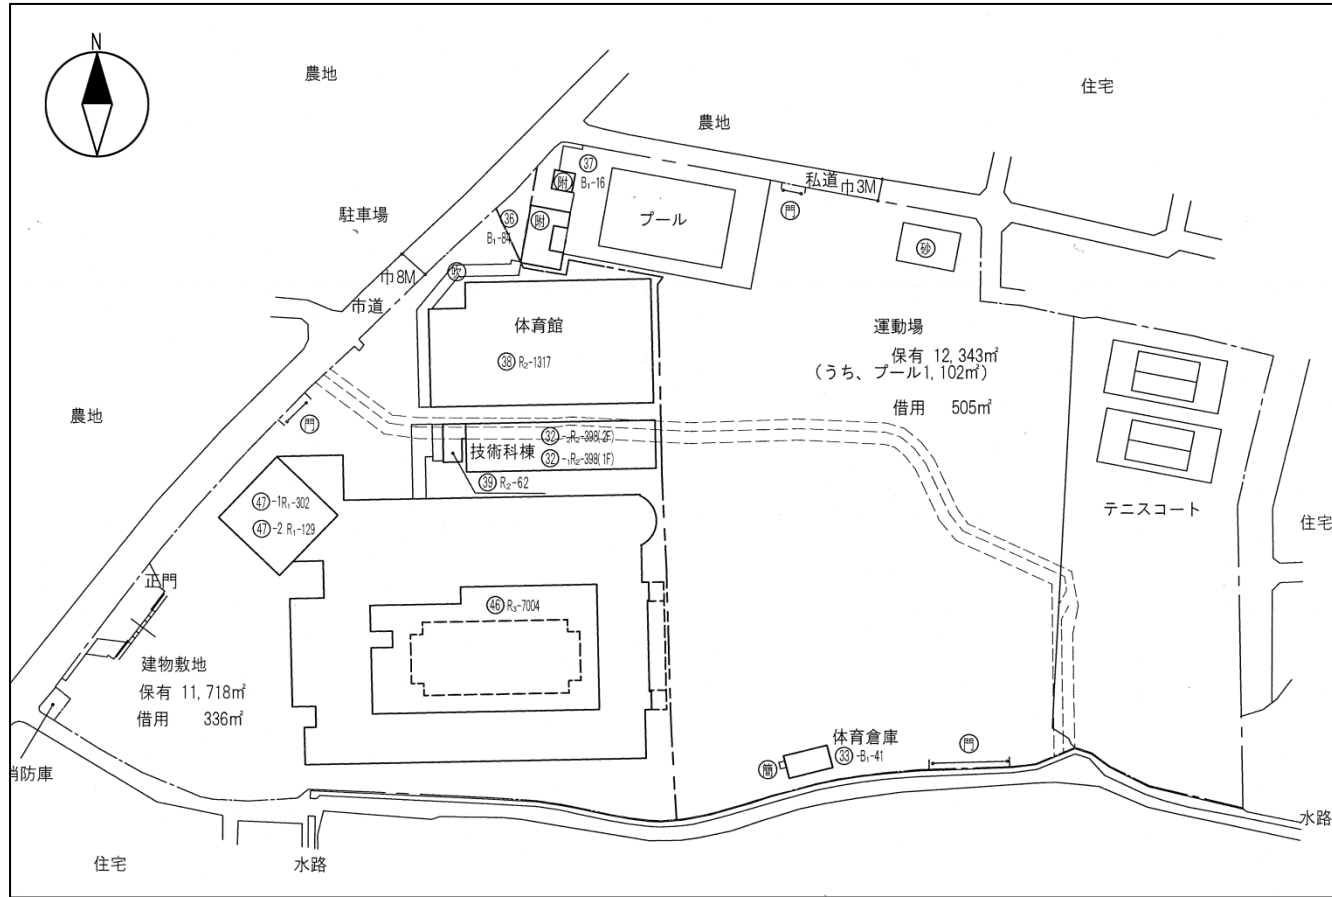 N
農地
住宅
農地
㊲
B₁-16
附
私道
巾3M
門
駐車場
㊱
B₁-84
附
プール
砂
吹
巾8M
市道
体育館
㊳ R₂-1317
運動場
保有 12,343㎡
(うち、プール1,102㎡)
借用 505㎡
農地
門
技術科棟
㉜-₂R₂-398(2F)
㉜-₁R₂-398(1F)
㊴ R₂-62
㊼-1R₁-302
㊼-2 R₁-129
テニスコート
住宅
正門
㊻ R₃-7004
建物敷地
保有 11,718㎡
借用 336㎡
体育倉庫
㉝-B₁-41
簡
門
消防庫
水路
住宅
水路